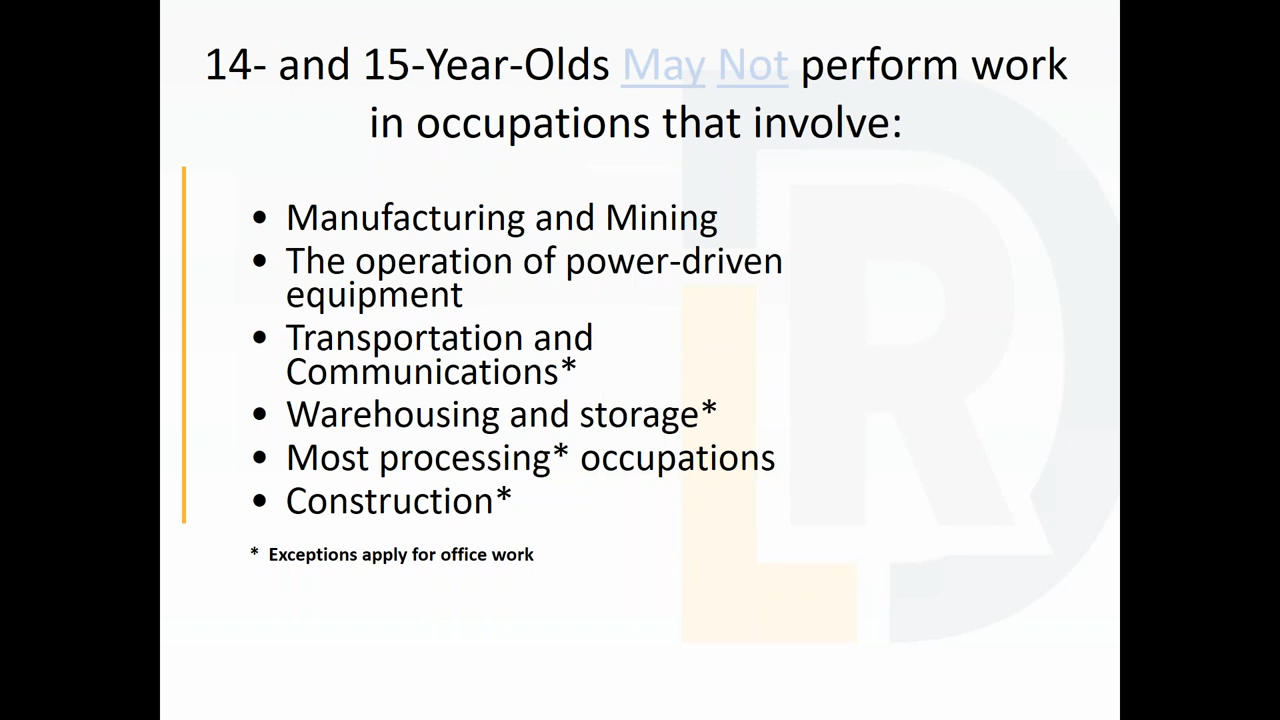 14- and 15-Year-Olds May Not perform work
in occupations that involve:
• Manufacturing and Mining
• The operation of power-driven
equipment
• Transportation and
Communications*
• Warehousing and storage*
• Most processing* occupations
• Construction*
* Exceptions apply for office work